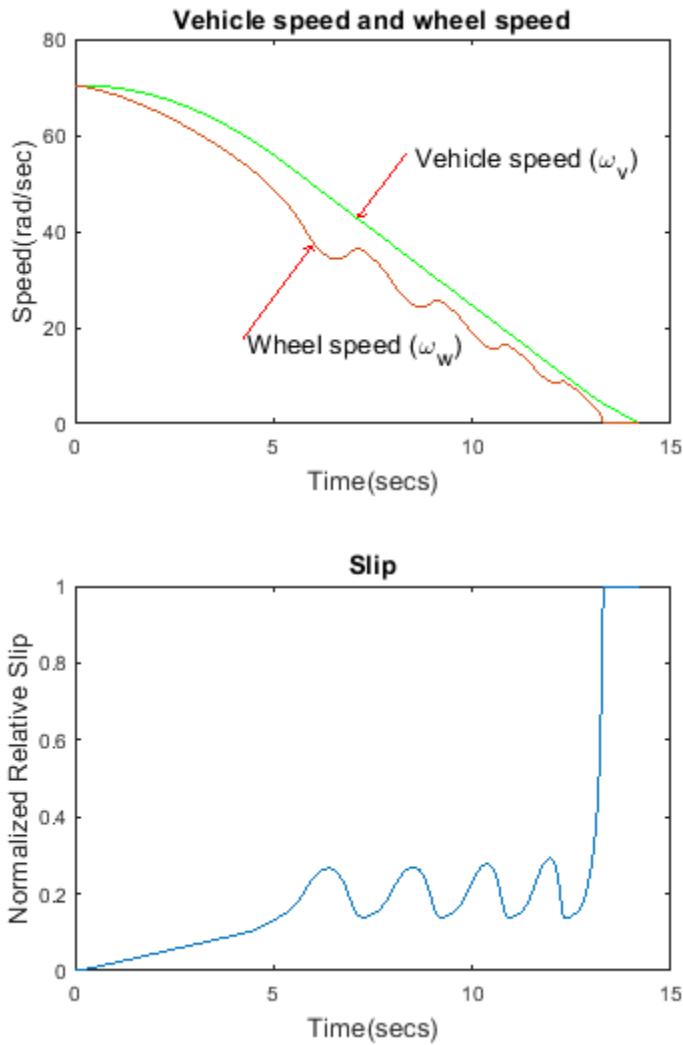 Vehicle speed and wheel speed
80
60
40
20
0
Speed(rad/sec)
Vehicle speed (ωv)
Wheel speed (ωw)
0 5 10 15
Time(secs)
Slip
1
0.8
0.6
0.4
0.2
0
Normalized Relative Slip
0 5 10 15
Time(secs)